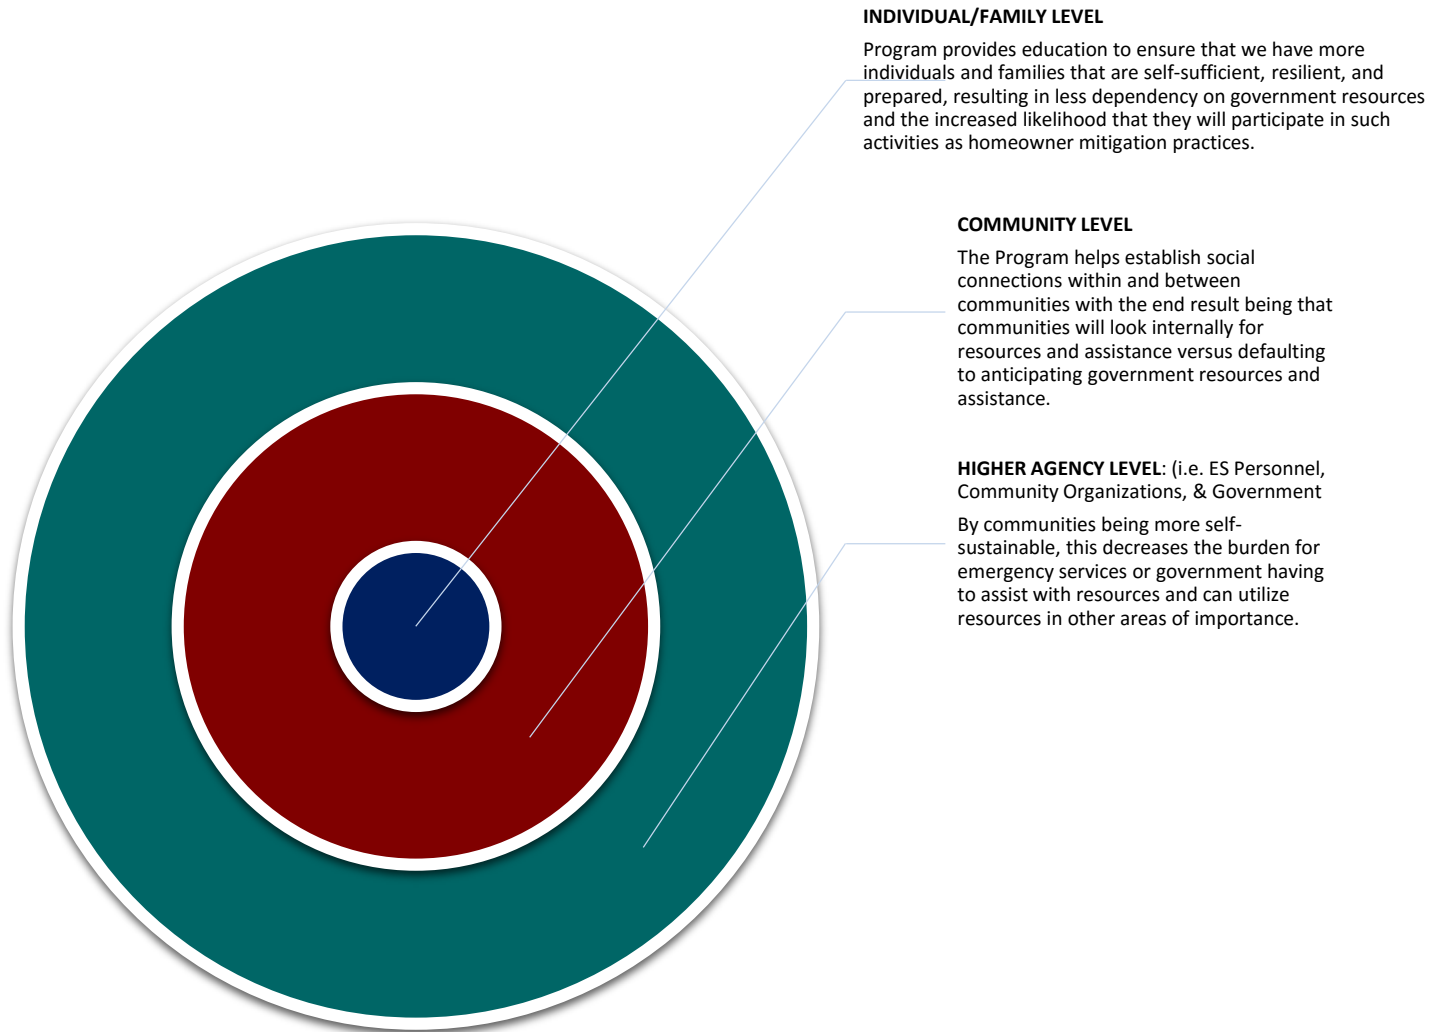 INDIVIDUAL/FAMILY LEVEL
Program provides education to ensure that we have more
individuals and families that are self-sufficient, resilient, and
prepared, resulting in less dependency on government resources
and the increased likelihood that they will participate in such
activities as homeowner mitigation practices.
COMMUNITY LEVEL
The Program helps establish social
connections within and between
communities with the end result being that
communities will look internally for
resources and assistance versus defaulting
to anticipating government resources and
assistance.
HIGHER AGENCY LEVEL: (i.e. ES Personnel,
Community Organizations, & Government
By communities being more self-
sustainable, this decreases the burden for
emergency services or government having
to assist with resources and can utilize
resources in other areas of importance.